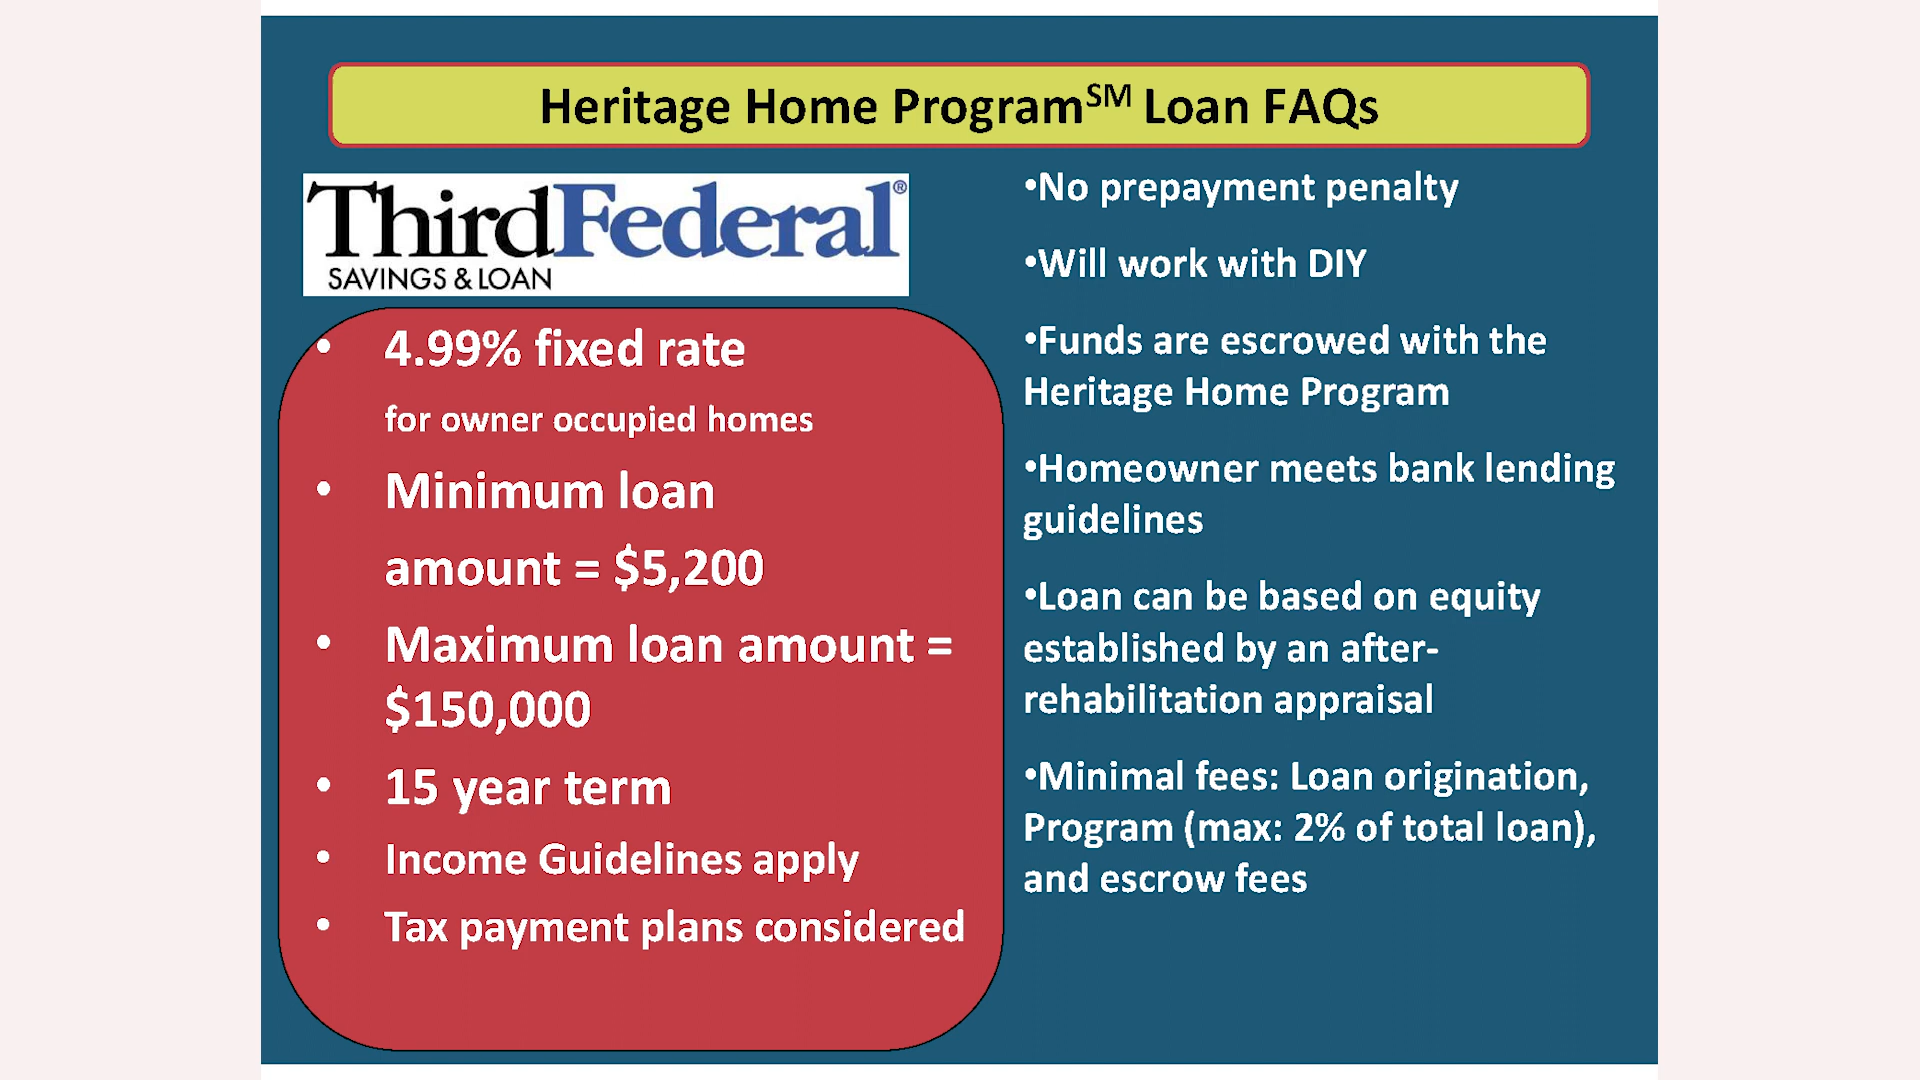 Heritage Home ProgramSM Loan FAQs
ThirdFederal®
SAVINGS & LOAN
• 4.99% fixed rate
for owner occupied homes
• Minimum loan
amount = $5,200
• Maximum loan amount =
$150,000
• 15 year term
• Income Guidelines apply
• Tax payment plans considered
•No prepayment penalty
•Will work with DIY
•Funds are escrowed with the
Heritage Home Program
•Homeowner meets bank lending
guidelines
•Loan can be based on equity
established by an after-
rehabilitation appraisal
•Minimal fees: Loan origination,
Program (max: 2% of total loan),
and escrow fees